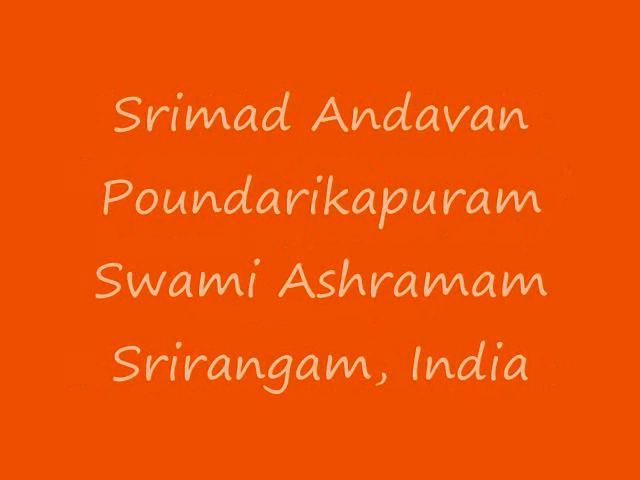 Srimad Andavan
Poundarikapuram
Swami Ashramam
Srirangam, India